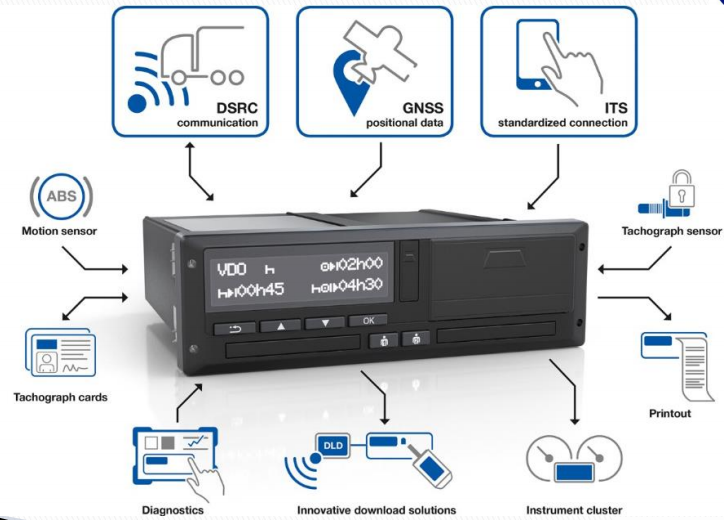 DSRC
communication
GNSS
positional data
ITS
standardized connection
ABS
Motion sensor
Tachograph sensor
VDO h 02h00
00h45 04h30
OK
Tachograph cards
Printout
DLD
Diagnostics
Innovative download solutions
Instrument cluster